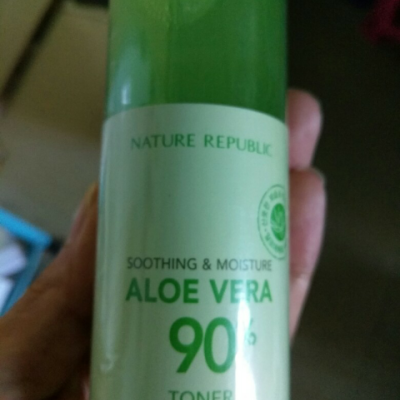 NATURE REPUBLIC
SOOTHING & MOISTURE
ALOE VERA
90%
TONER